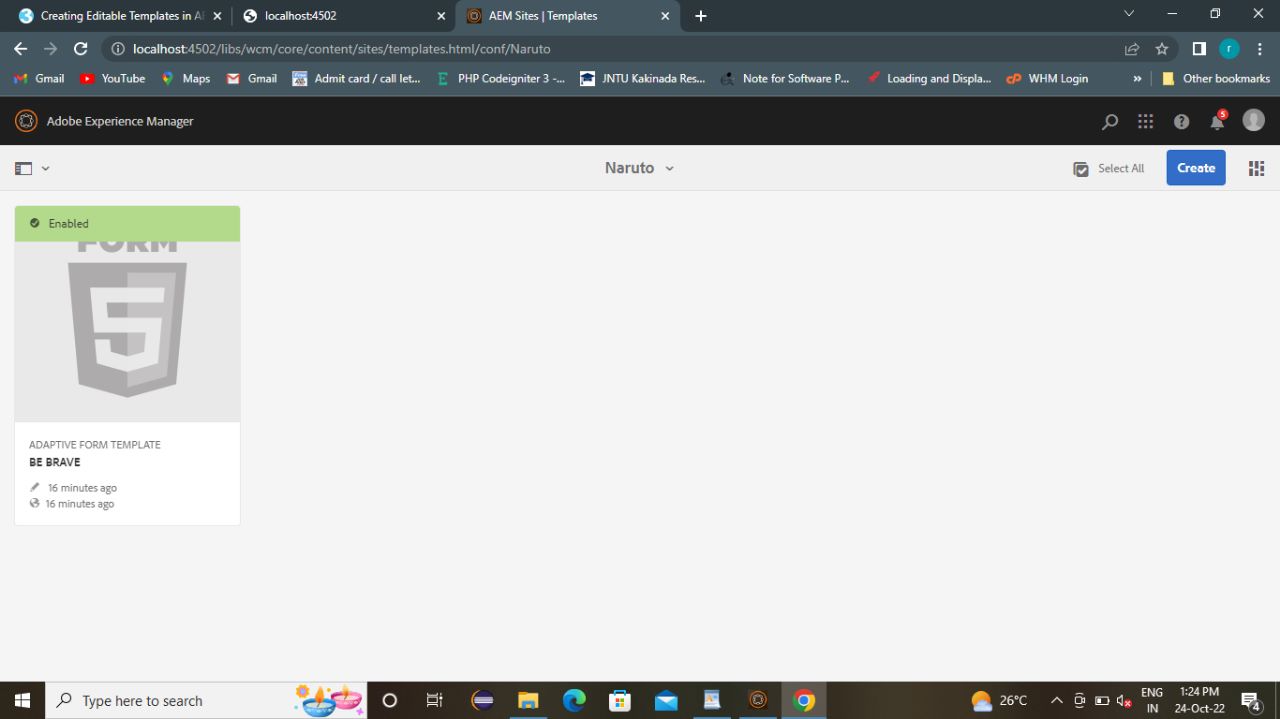 Creating Editable Templates in AE
localhost:4502
AEM Sites | Templates
localhost:4502/libs/wcm/core/content/sites/templates.html/conf/Naruto
r
Gmail
YouTube
Maps
Gmail
Admit card / call let...
PHP Codeigniter 3 -...
JNTU Kakinada Res...
Note for Software P...
Loading and Displa...
WHM Login
»
Other bookmarks
Adobe Experience Manager
5
Naruto
Select All
Create
Enabled
FORM
5
ADAPTIVE FORM TEMPLATE
BE BRAVE
16 minutes ago
16 minutes ago
Type here to search
26°C
ENG
IN
1:24 PM
24-Oct-22
4